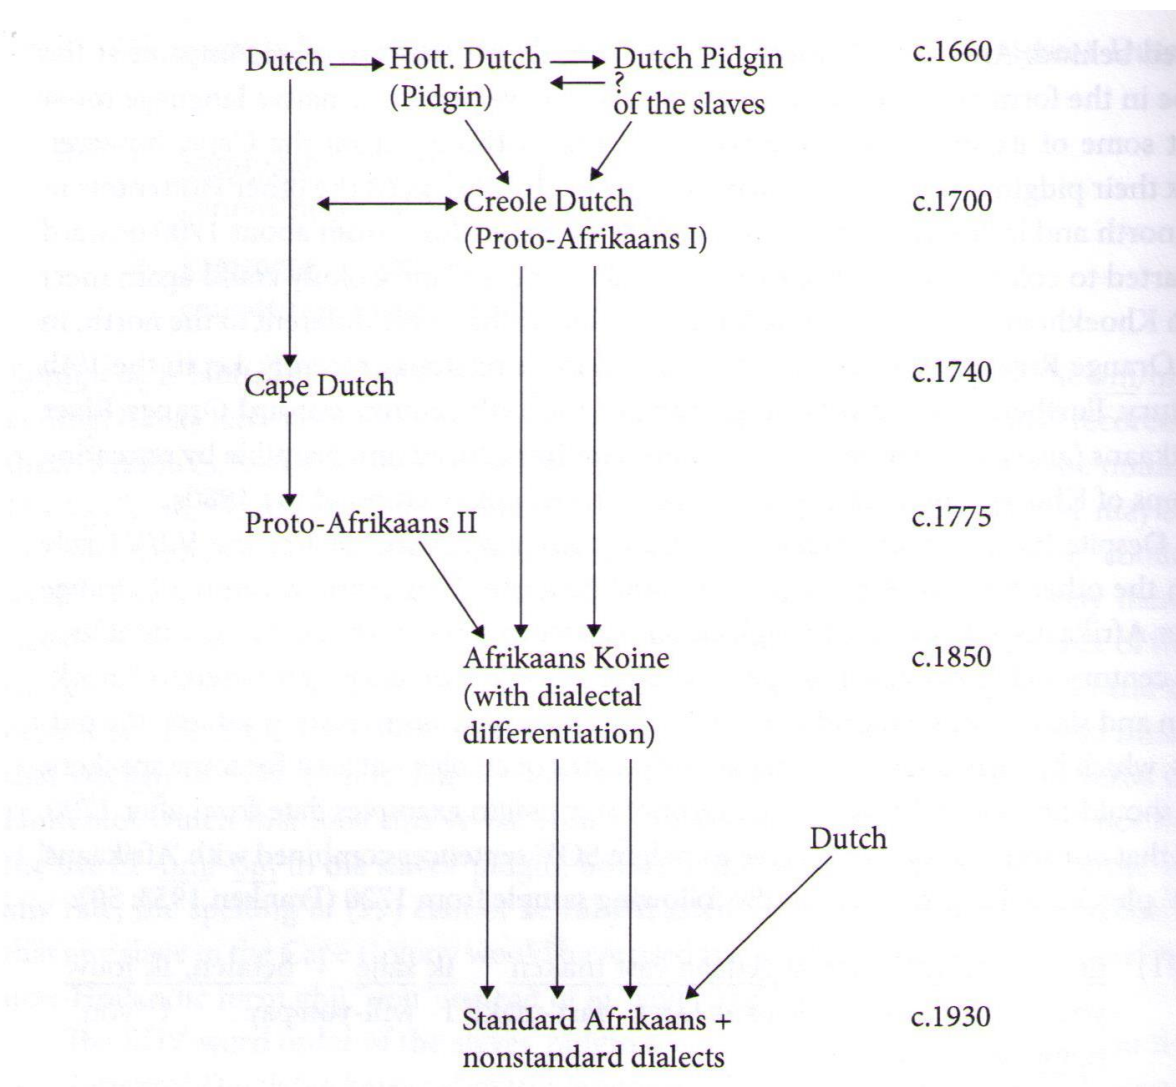 Dutch Hott. Dutch Dutch Pidgin c.1660
(Pidgin) ? of the slaves
Creole Dutch c.1700
(Proto-Afrikaans I)
Cape Dutch c.1740
Proto-Afrikaans II c.1775
Afrikaans Koine c.1850
(with dialectal
differentiation)
Dutch
Standard Afrikaans + c.1930
nonstandard dialects